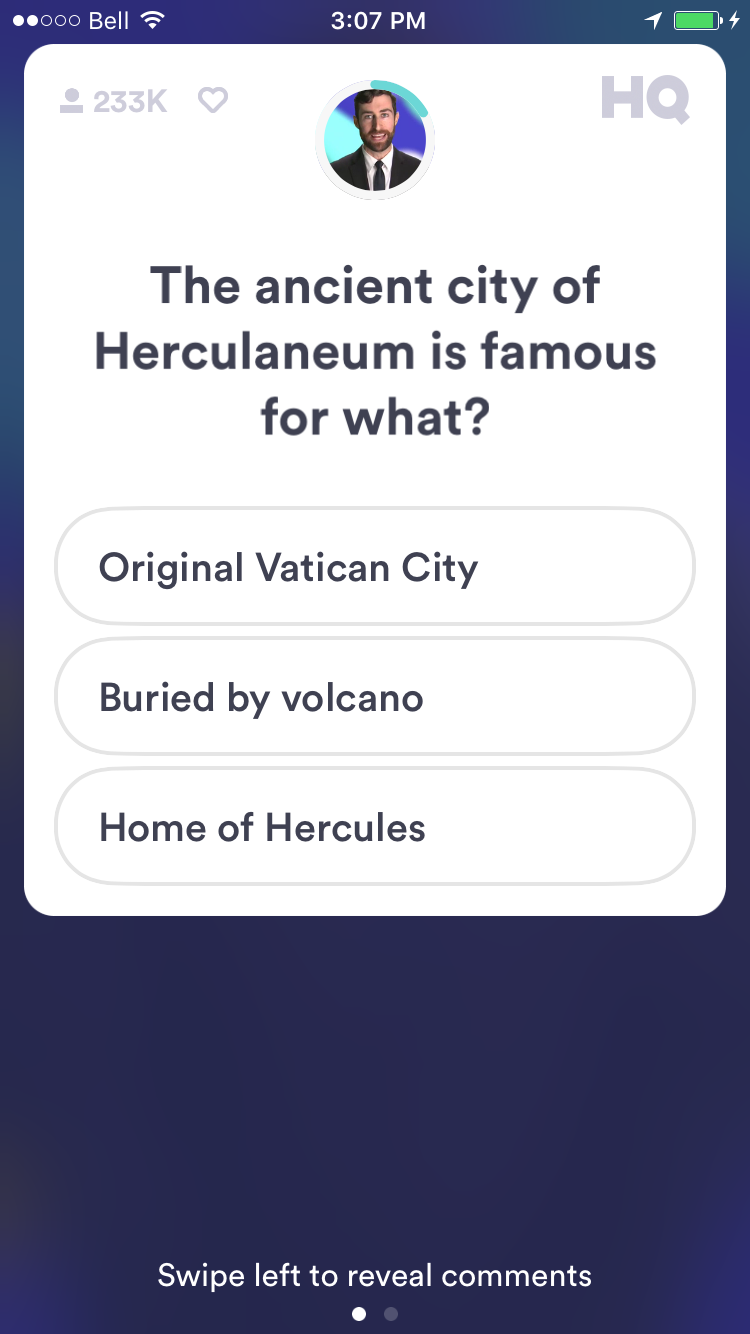 Bell 3:07 PM
233K HQ
The ancient city of
Herculaneum is famous
for what?
Original Vatican City
Buried by volcano
Home of Hercules
Swipe left to reveal comments